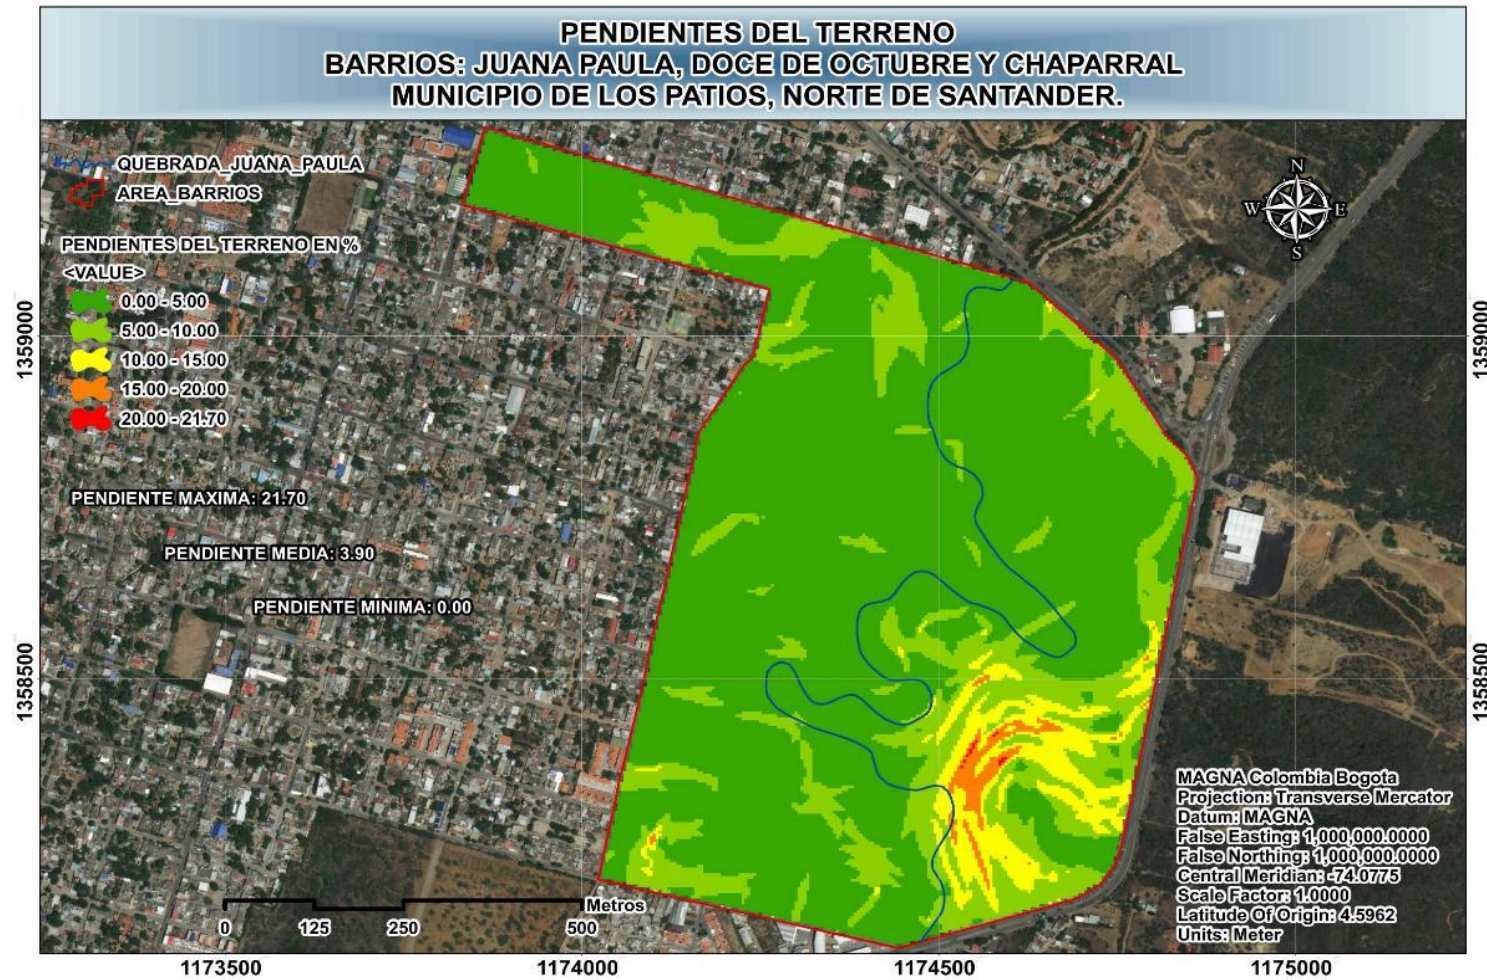 PENDIENTES DEL TERRENO
BARRIOS: JUANA PAULA, DOCE DE OCTUBRE Y CHAPARRAL
MUNICIPIO DE LOS PATIOS, NORTE DE SANTANDER.
QUEBRADA_JUANA_PAULA
AREA_BARRIOS
PENDIENTES DEL TERRENO EN %
<VALUE>
0.00 - 5.00
5.00 - 10.00
10.00 - 15.00
15.00 - 20.00
20.00 - 21.70
PENDIENTE MAXIMA: 21.70
PENDIENTE MEDIA: 3.90
PENDIENTE MINIMA: 0.00
N
W E
S
1359000
1359000
1358500
1358500
MAGNA Colombia Bogota
Projection: Transverse Mercator
Datum: MAGNA
False Easting: 1,000,000.0000
False Northing: 1,000,000.0000
Central Meridian: -74.0775
Scale Factor: 1.0000
Latitude Of Origin: 4.5962
Units: Meter
Metros
0 125 250 500
1173500 1174000 1174500 1175000